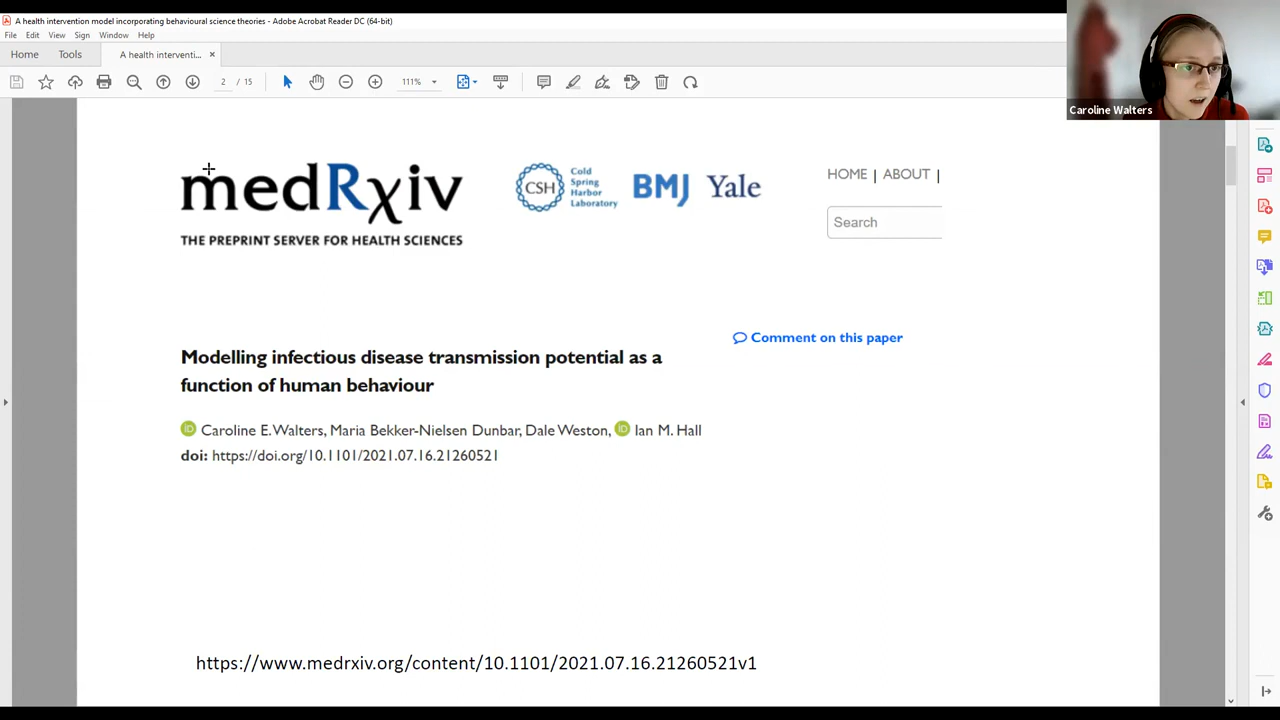 A health intervention model incorporating behavioural science theories - Adobe Acrobat Reader DC (64-bit)
File Edit View Sign Window Help
Home Tools A health interventi... ×
2 / 15 111%
Caroline Walters
medRxiv
THE PREPRINT SERVER FOR HEALTH SCIENCES
CSH Cold
Spring
Harbor
Laboratory
BMJ Yale
HOME | ABOUT |
Search
Comment on this paper
Modelling infectious disease transmission potential as a
function of human behaviour
iD Caroline E. Walters, Maria Bekker-Nielsen Dunbar, Dale Weston, iD Ian M. Hall
doi: https://doi.org/10.1101/2021.07.16.21260521
https://www.medrxiv.org/content/10.1101/2021.07.16.21260521v1